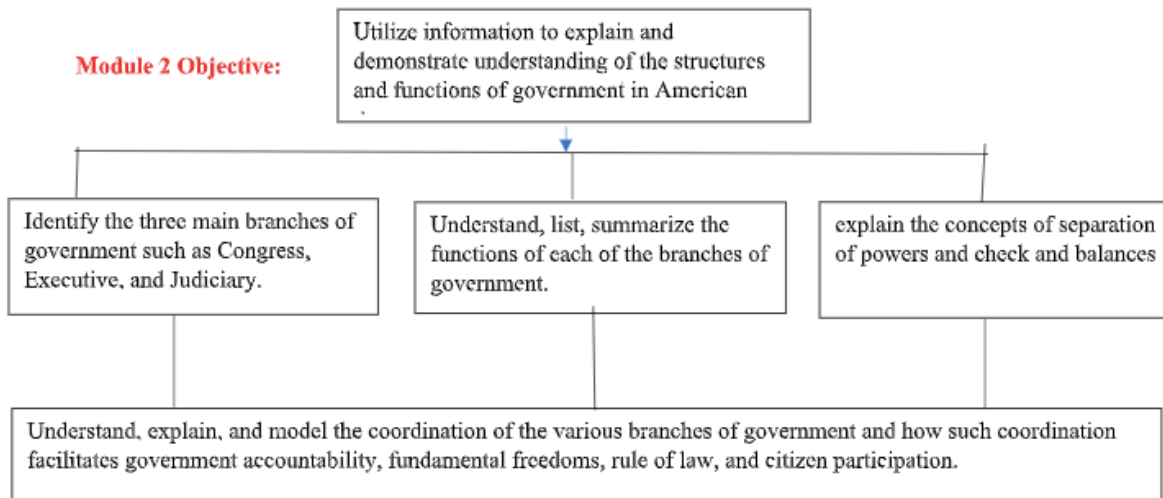 Utilize information to explain and
Module 2 Objective:
demonstrate understanding of the structures
and functions of government in American
Identify the three main branches of
government such as Congress,
Executive, and Judiciary.
Understand, list, summarize the
functions of each of the branches of
government.
explain the concepts of separation
of powers and check and balances
Understand, explain, and model the coordination of the various branches of government and how such coordination
facilitates government accountability, fundamental freedoms, rule of law, and citizen participation.